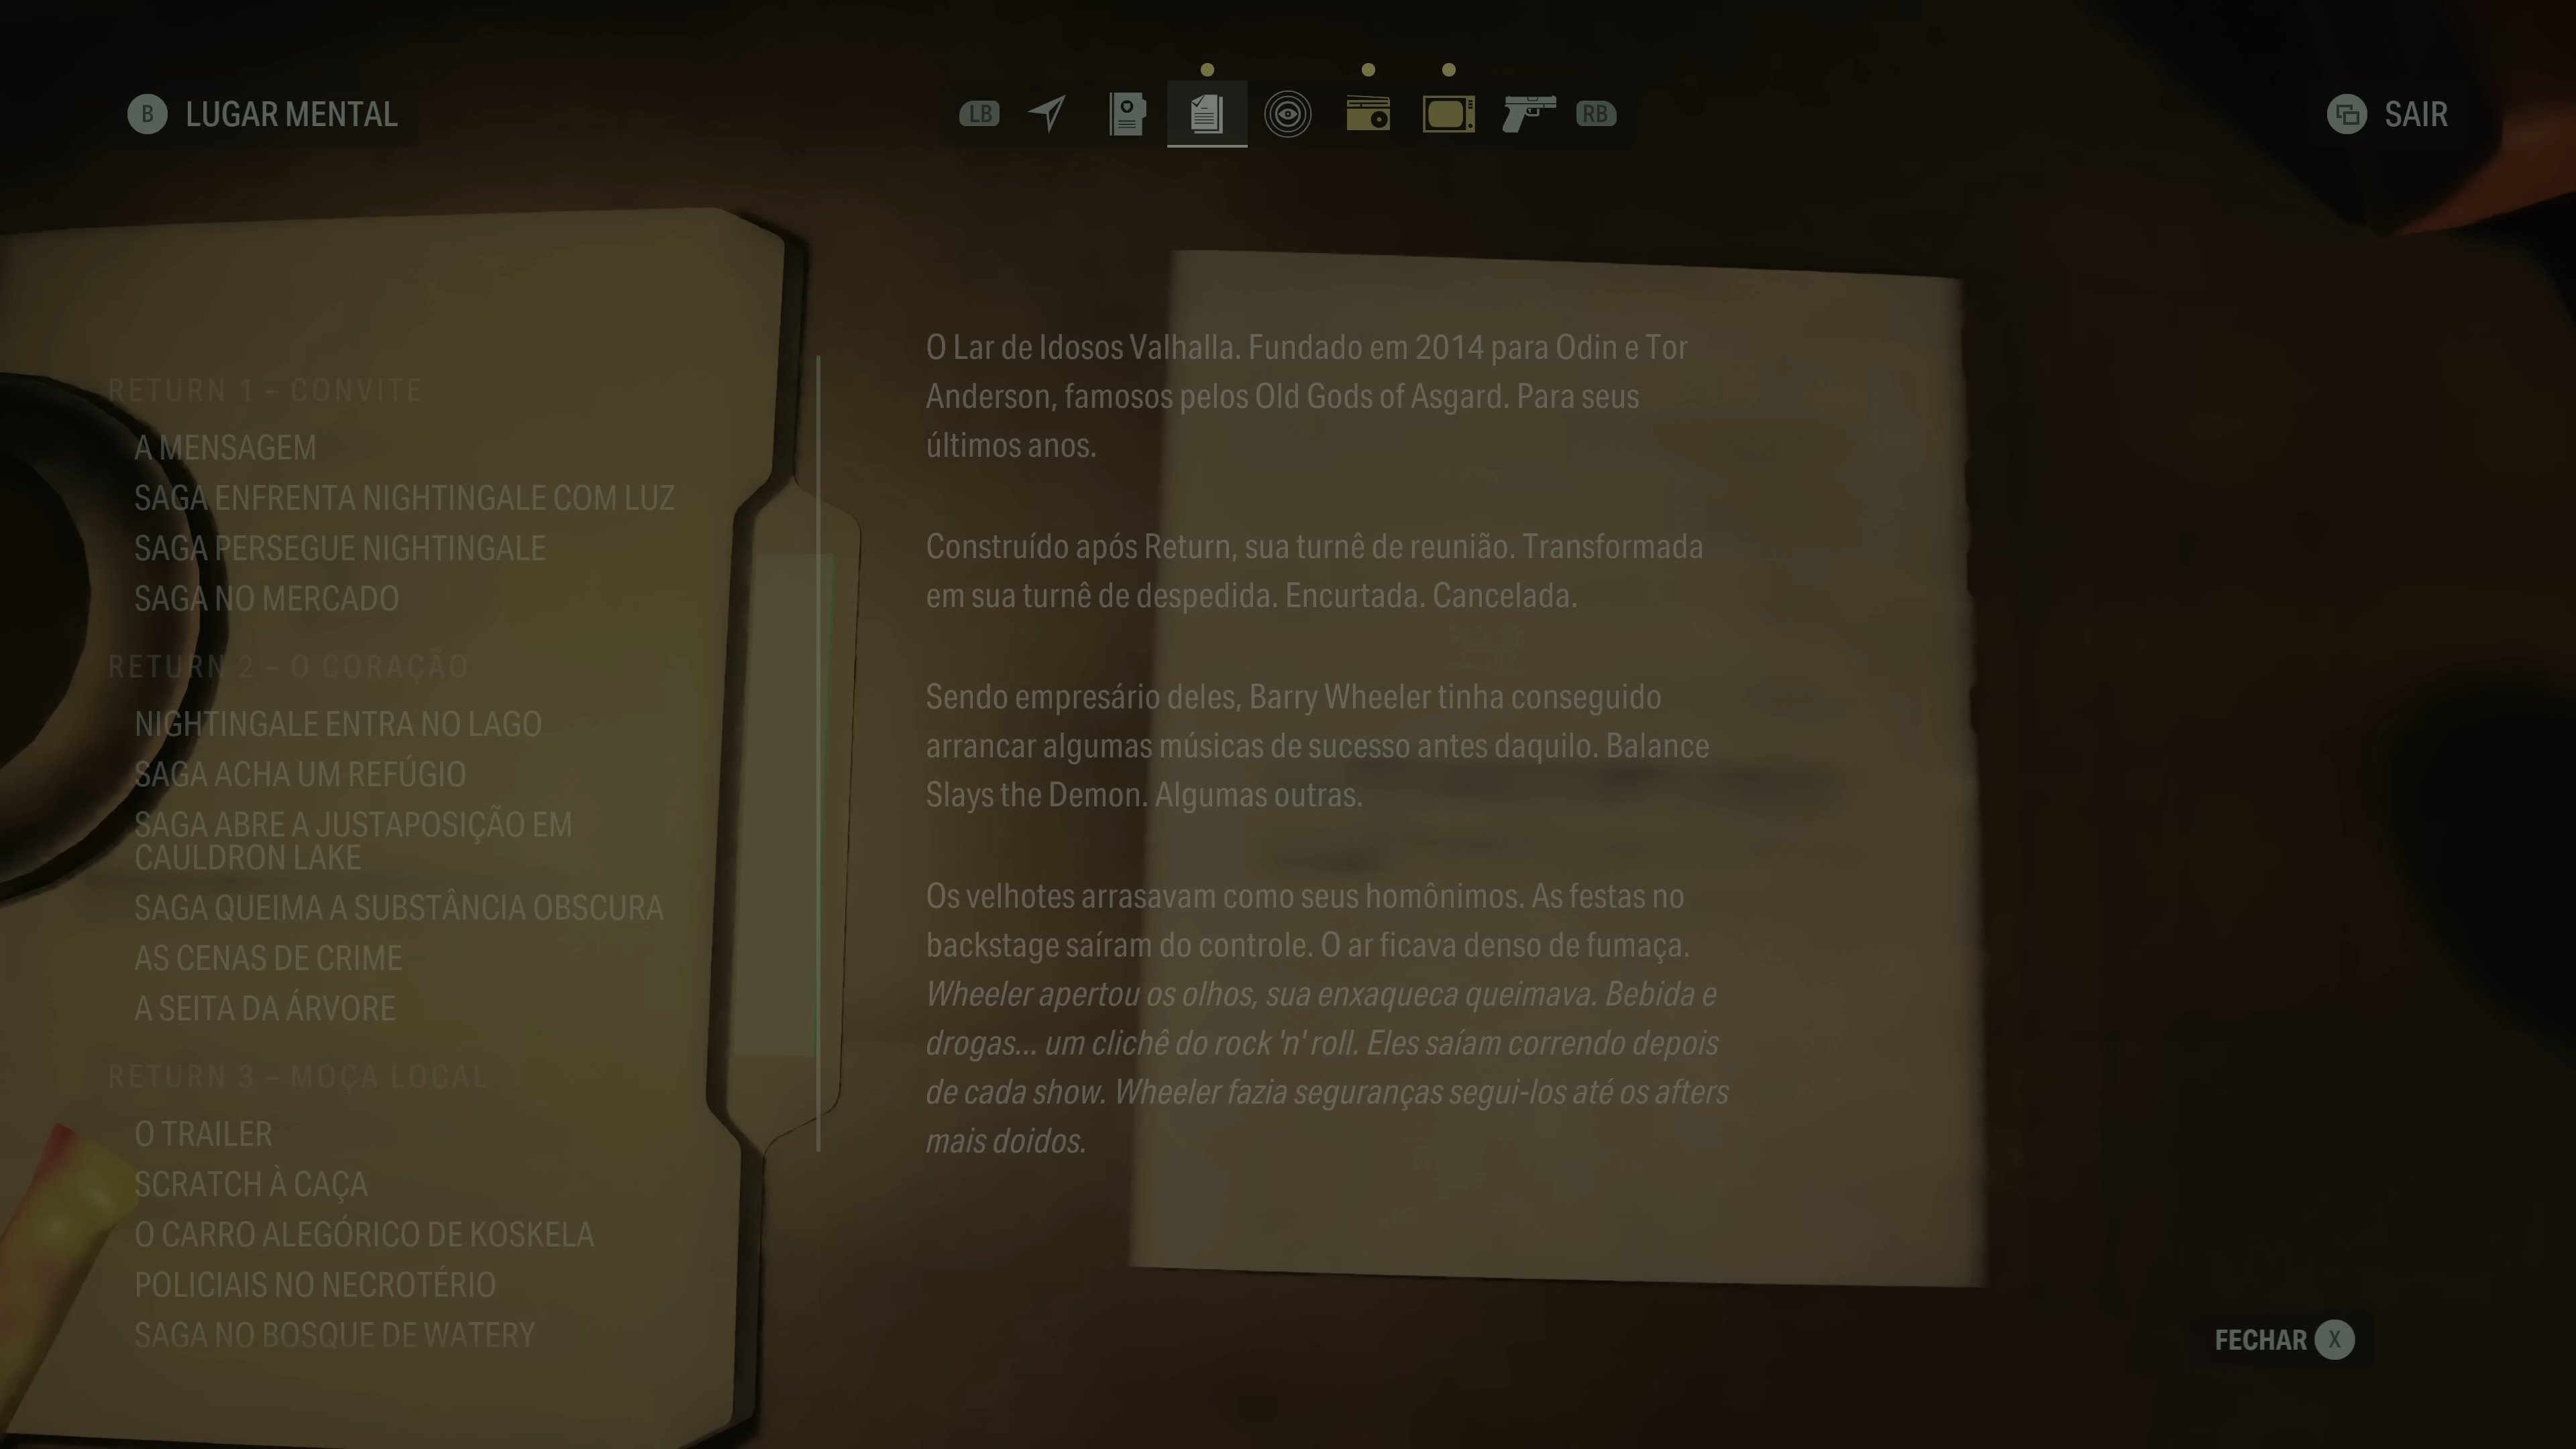 B LUGAR MENTAL
LB
RB
SAIR
RETURN 1 – CONVITE
A MENSAGEM
SAGA ENFRENTA NIGHTINGALE COM LUZ
SAGA PERSEGUE NIGHTINGALE
SAGA NO MERCADO
RETURN 2 – O CORAÇÃO
NIGHTINGALE ENTRA NO LAGO
SAGA ACHA UM REFÚGIO
SAGA ABRE A JUSTAPOSIÇÃO EM
CAULDRON LAKE
SAGA QUEIMA A SUBSTÂNCIA OBSCURA
AS CENAS DE CRIME
A SEITA DA ÁRVORE
RETURN 3 – MOÇA LOCAL
O TRAILER
SCRATCH À CAÇA
O CARRO ALEGÓRICO DE KOSKELA
POLICIAIS NO NECROTÉRIO
SAGA NO BOSQUE DE WATERY
O Lar de Idosos Valhalla. Fundado em 2014 para Odin e Tor
Anderson, famosos pelos Old Gods of Asgard. Para seus
últimos anos.
Construído após Return, sua turnê de reunião. Transformada
em sua turnê de despedida. Encurtada. Cancelada.
Sendo empresário deles, Barry Wheeler tinha conseguido
arrancar algumas músicas de sucesso antes daquilo. Balance
Slays the Demon. Algumas outras.
Os velhotes arrasavam como seus homônimos. As festas no
backstage saíram do controle. O ar ficava denso de fumaça.
Wheeler apertou os olhos, sua enxaqueca queimava. Bebida e
drogas... um clichê do rock 'n' roll. Eles saíam correndo depois
de cada show. Wheeler fazia seguranças segui-los até os afters
mais doidos.
FECHAR X